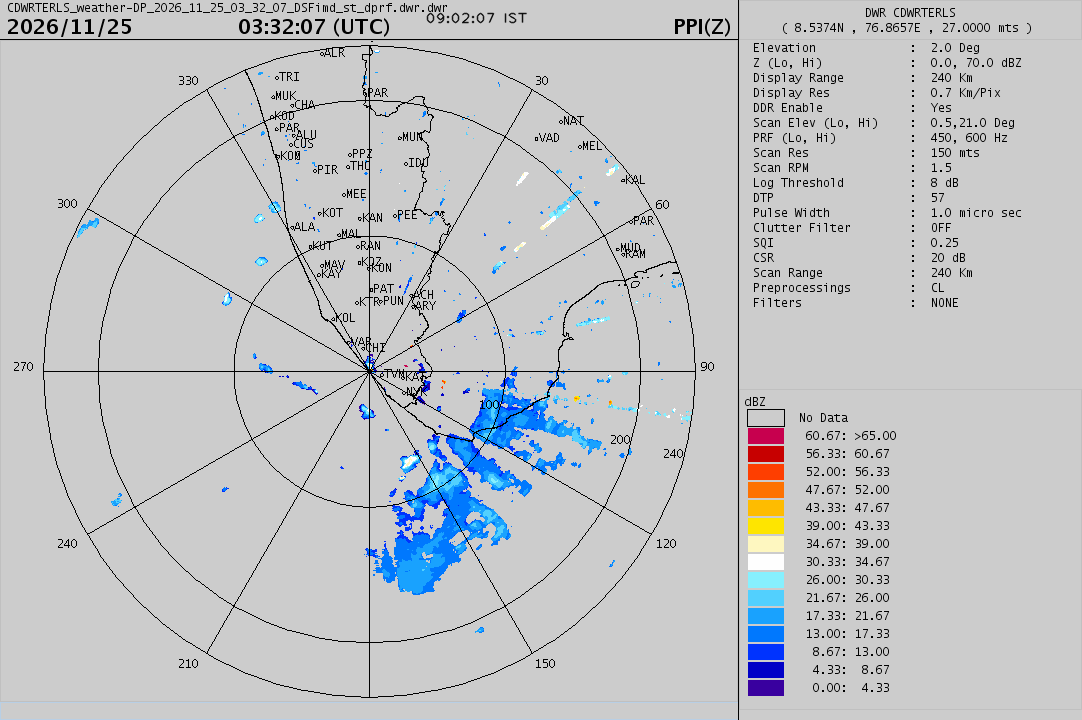 CDWRTERLS_weather-DP_2026_11_25_03_32_07_DSFimd_st_dprf.dwr.dwr
2026/11/25 03:32:07 (UTC) 09:02:07 IST PPI(Z)
DWR CDWRTERLS
( 8.5374N , 76.8657E , 27.0000 mts )
Elevation : 2.0 Deg
Z (Lo, Hi) : 0.0, 70.0 dBZ
Display Range : 240 Km
Display Res : 0.7 Km/Pix
DDR Enable : Yes
Scan Elev (Lo, Hi) : 0.5,21.0 Deg
PRF (Lo, Hi) : 450, 600 Hz
Scan Res : 150 mts
Scan RPM : 1.5
Log Threshold : 8 dB
DTP : 57
Pulse Width : 1.0 micro sec
Clutter Filter : OFF
SQI : 0.25
CSR : 20 dB
Scan Range : 240 Km
Preprocessings : CL
Filters : NONE
dBZ
No Data
60.67: >65.00
56.33: 60.67
52.00: 56.33
47.67: 52.00
43.33: 47.67
39.00: 43.33
34.67: 39.00
30.33: 34.67
26.00: 30.33
21.67: 26.00
17.33: 21.67
13.00: 17.33
8.67: 13.00
4.33: 8.67
0.00: 4.33
ALR
TRI
330
30
MUK
PAR
CHA
KOD
NAT
PAR
ALU
MUN
VAD
CUS
MEL
KOM
PPZ
THD
IDU
PIR
KAL
MEE
300
60
KOT
KAN
PEE
PAR
ALA
MAL
KUT
RAN
MUD
RAM
MAV
KOZ
KON
KAY
PAT
ACH
KTR
PUN
ARY
KOL
VAR
CHI
270
90
TVM
KAT
NYT
100
200
240
240
120
210
150